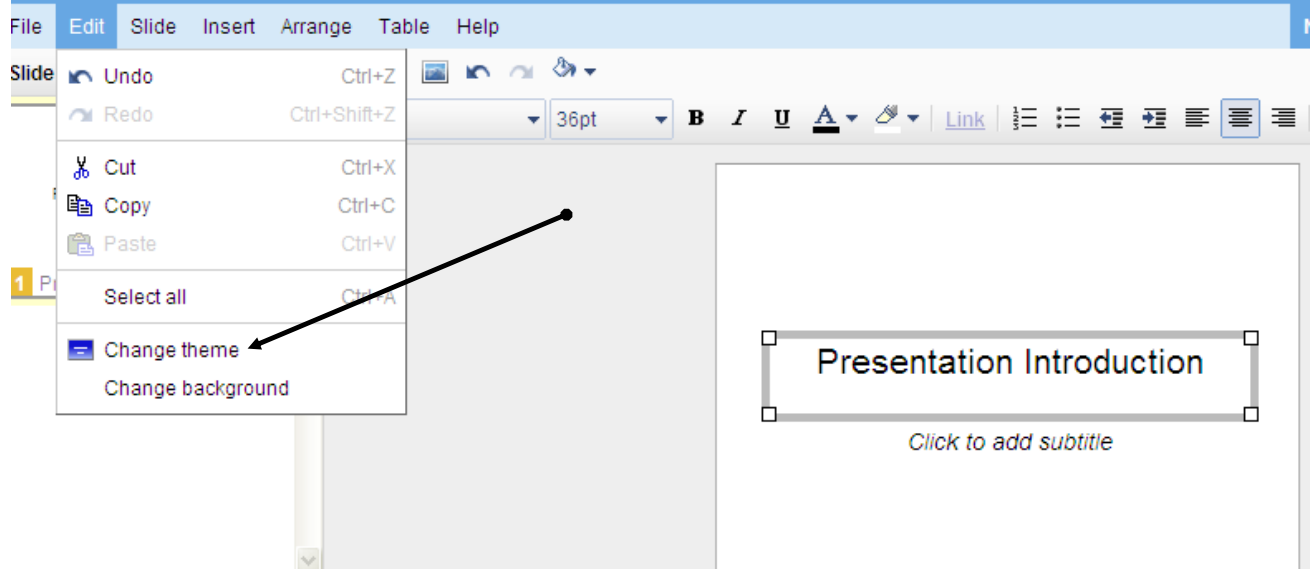 File Edit Slide Insert Arrange Table Help
Slide
Undo Ctrl+Z
Redo Ctrl+Shift+Z
36pt B I U A Link
Cut Ctrl+X
Copy Ctrl+C
Paste Ctrl+V
1
Select all Ctrl+A
Change theme
Change background
Presentation Introduction
Click to add subtitle